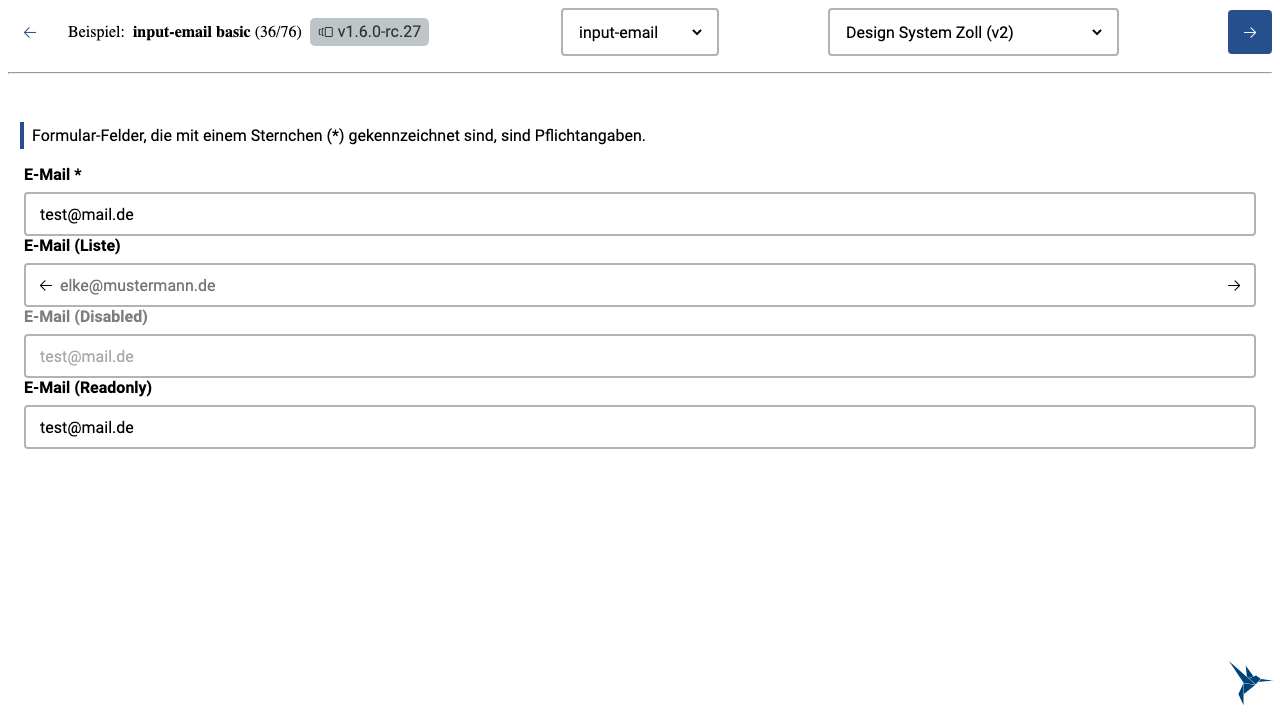 Beispiel: input-email basic (36/76) v1.6.0-rc.27 input-email Design System Zoll (v2)
Formular-Felder, die mit einem Sternchen (*) gekennzeichnet sind, sind Pflichtangaben.
E-Mail *
test@mail.de
E-Mail (Liste)
elke@mustermann.de
E-Mail (Disabled)
test@mail.de
E-Mail (Readonly)
test@mail.de